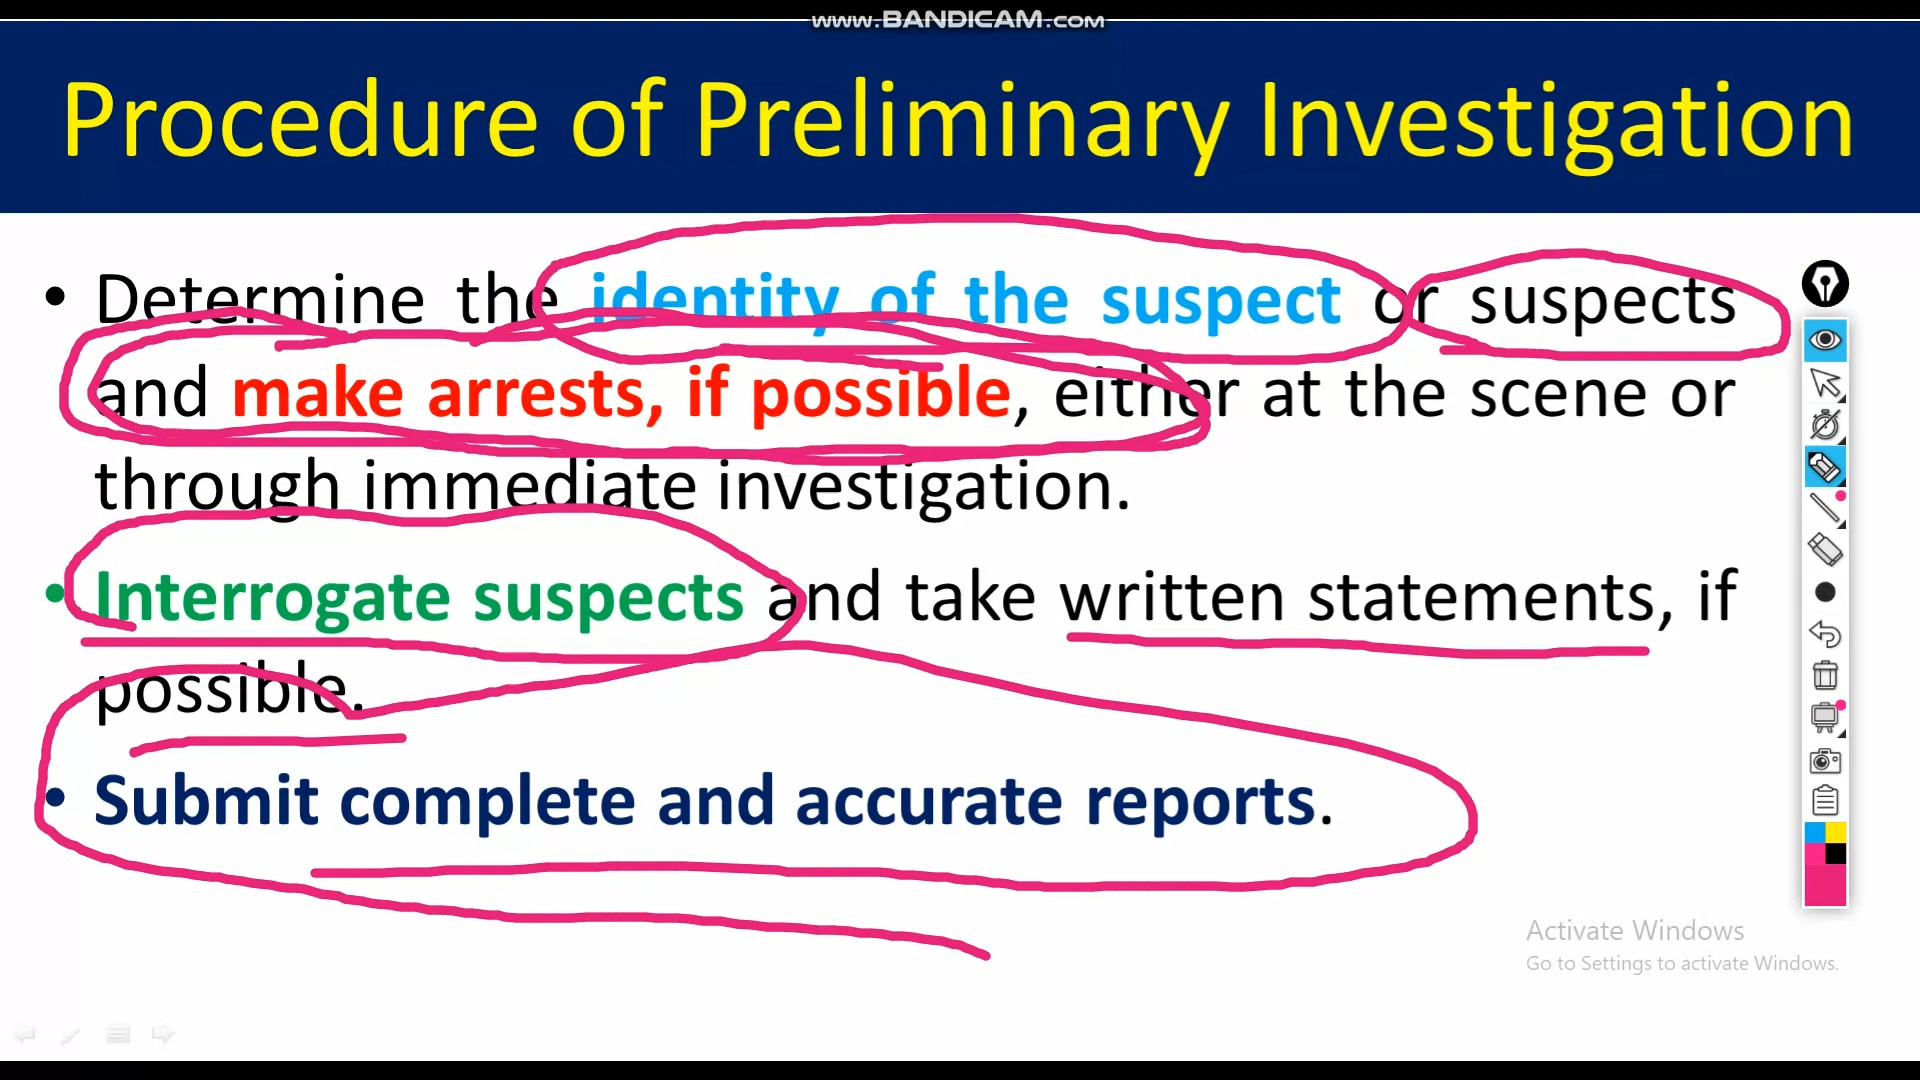 www.BANDICAM.com
Procedure of Preliminary Investigation
• Determine the identity of the suspect or suspects
and make arrests, if possible, either at the scene or
through immediate investigation.
• Interrogate suspects and take written statements, if
possible.
• Submit complete and accurate reports.
Activate Windows
Go to Settings to activate Windows.